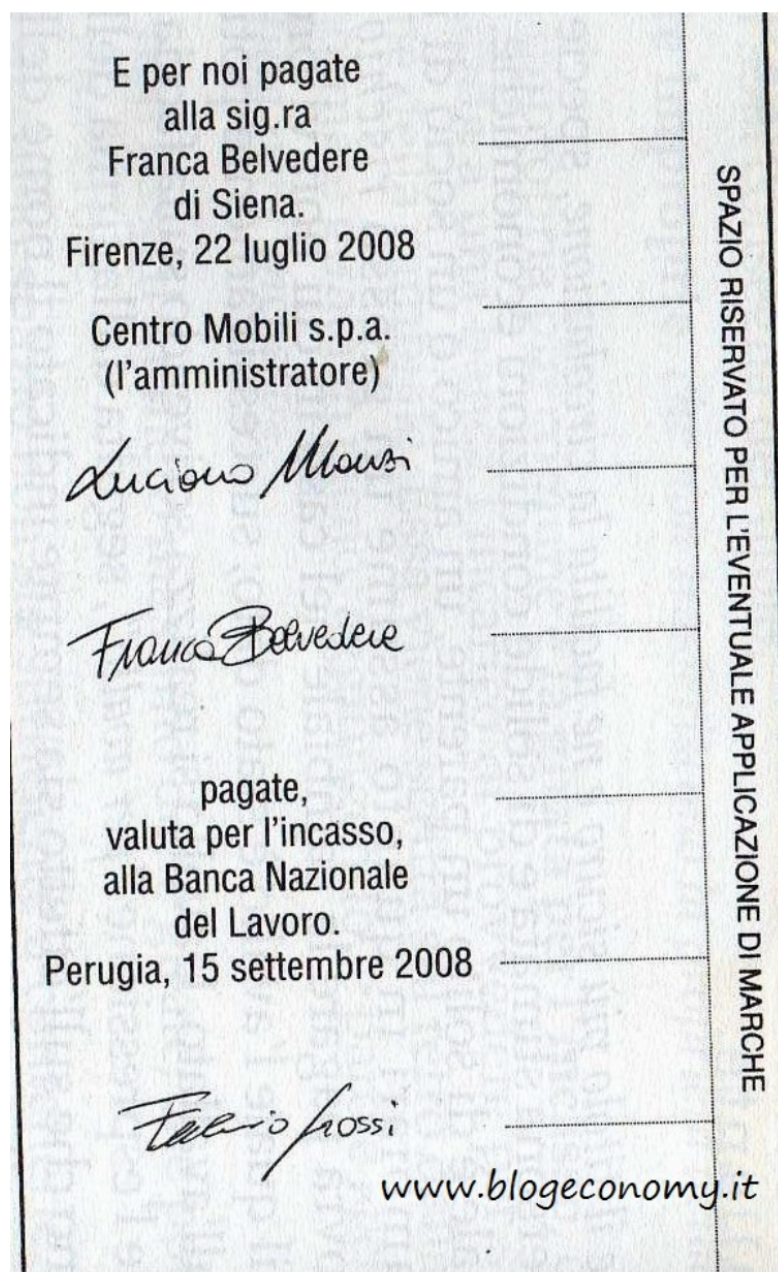 E per noi pagate
alla sig.ra
Franca Belvedere
di Siena.
Firenze, 22 luglio 2008
Centro Mobili s.p.a.
(l'amministratore)
Luciano
Franca Belvedere
pagate,
valuta per l'incasso,
alla Banca Nazionale
del Lavoro.
Perugia, 15 settembre 2008
Fabrizio Rossi
SPAZIO RISERVATO PER L'EVENTUALE APPLICAZIONE DI MARCHE
www.blogeconomy.it